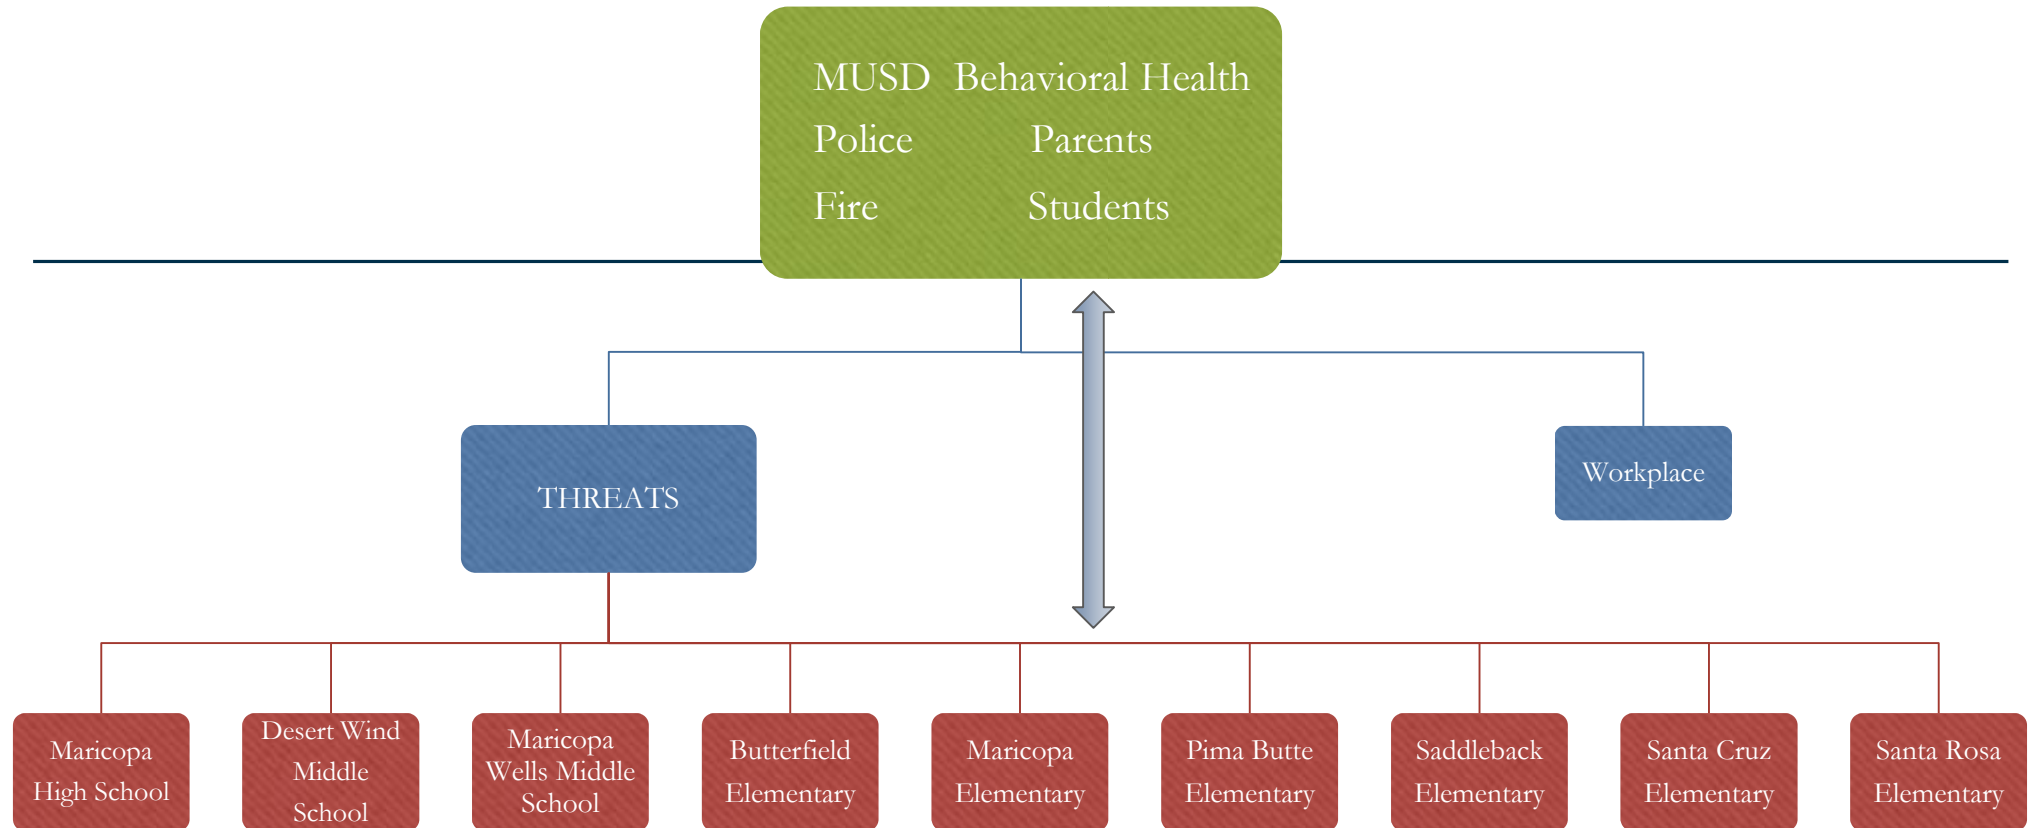 MUSD Behavioral Health
Police Parents
Fire Students
THREATS
Workplace
Maricopa
High School
Desert Wind
Middle
School
Maricopa
Wells Middle
School
Butterfield
Elementary
Maricopa
Elementary
Pima Butte
Elementary
Saddleback
Elementary
Santa Cruz
Elementary
Santa Rosa
Elementary